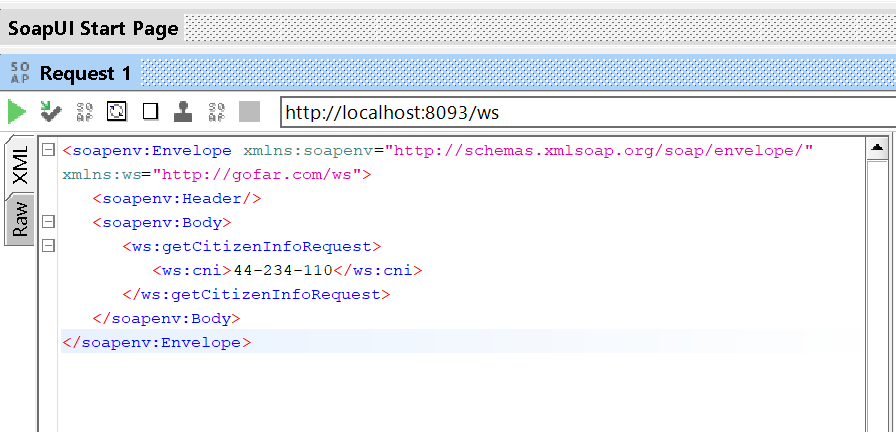 SoapUI Start Page
SO
AP
Request 1
SO
AP
SO
AP
http://localhost:8093/ws
XML
Raw
<soapenv:Envelope xmlns:soapenv="http://schemas.xmlsoap.org/soap/envelope/"
xmlns:ws="http://gofar.com/ws">
<soapenv:Header/>
<soapenv:Body>
<ws:getCitizenInfoRequest>
<ws:cni>44-234-110</ws:cni>
</ws:getCitizenInfoRequest>
</soapenv:Body>
</soapenv:Envelope>